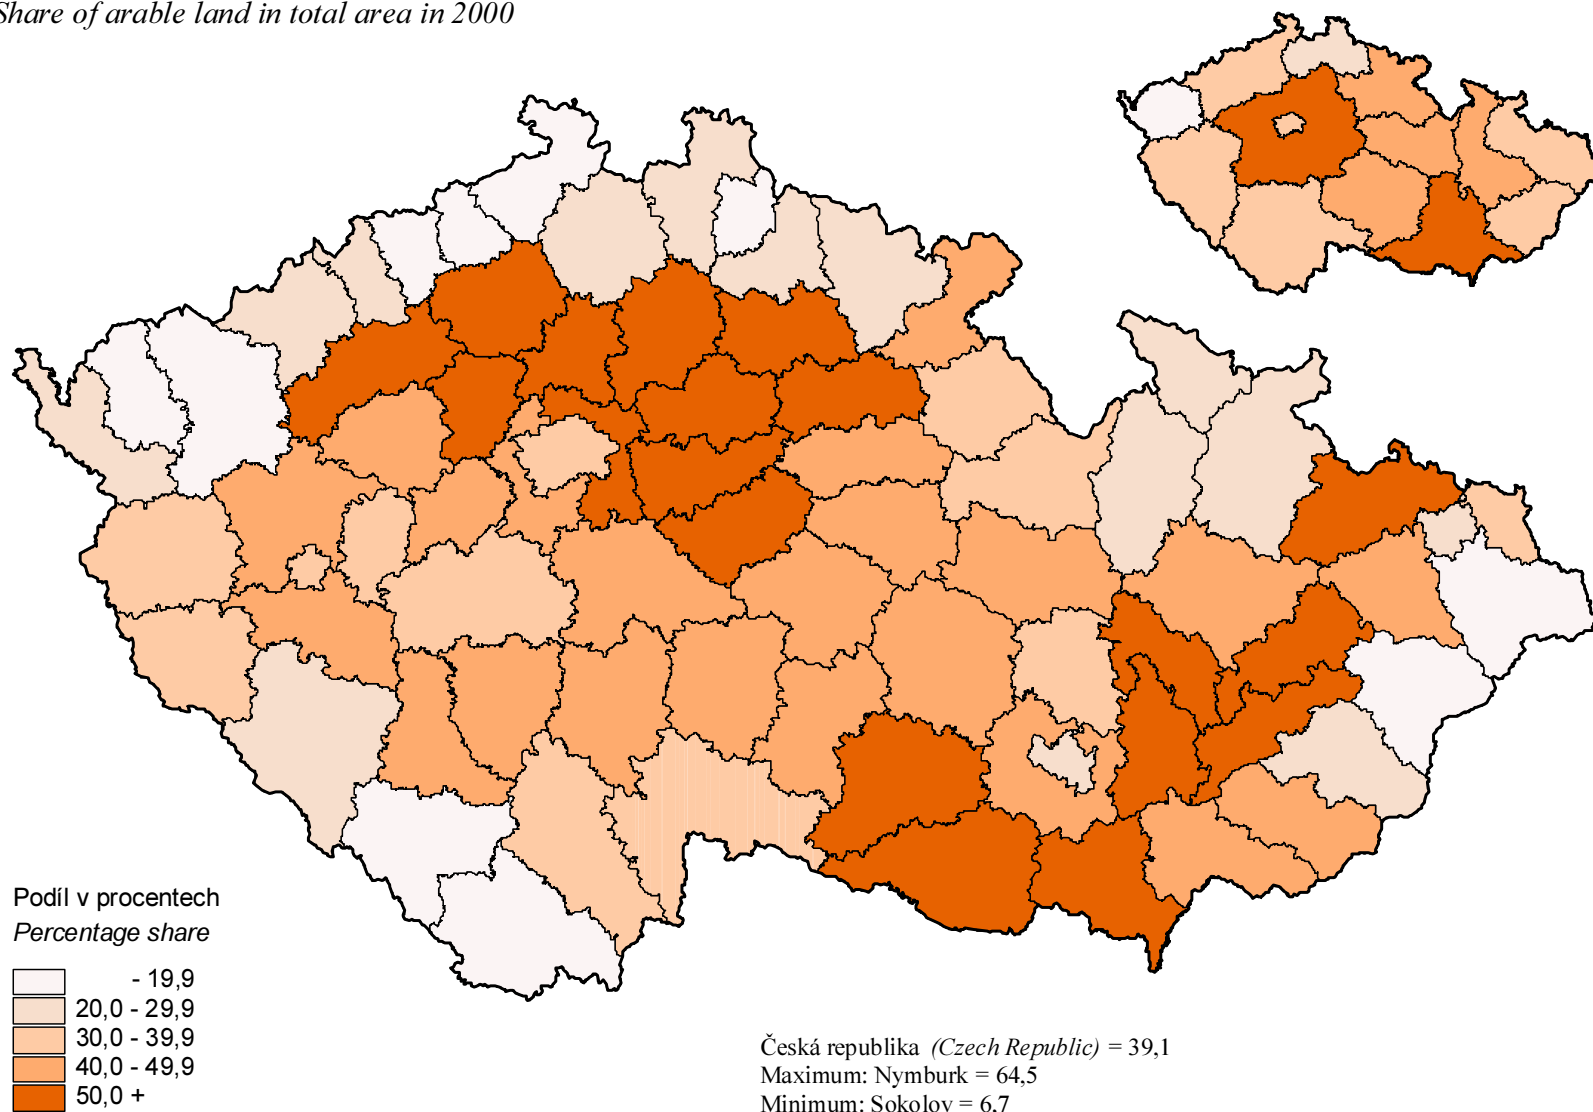 Share of arable land in total area in 2000
Podíl v procentech
Percentage share
- 19,9
20,0 - 29,9
30,0 - 39,9
40,0 - 49,9
50,0 +
Česká republika (Czech Republic) = 39,1
Maximum: Nymburk = 64,5
Minimum: Sokolov = 6,7